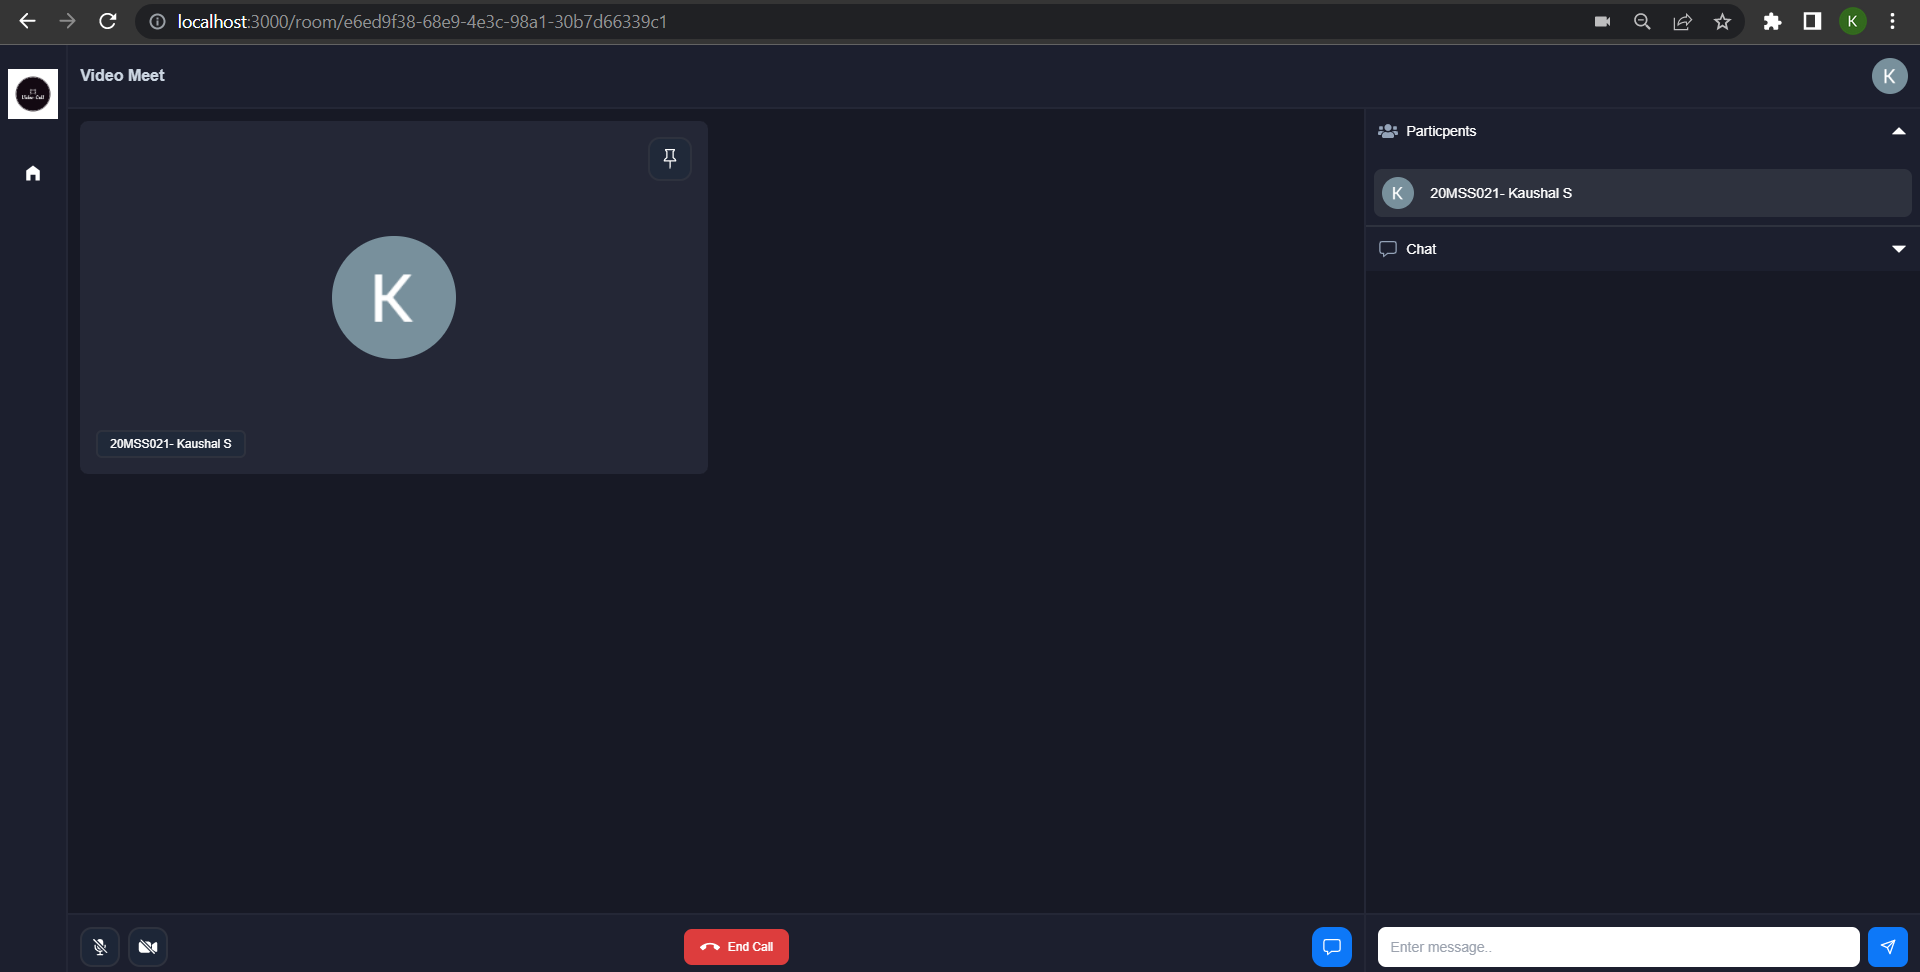 localhost:3000/room/e6ed9f38-68e9-4e3c-98a1-30b7d66339c1
K
Video Meet
K
Particpents
K
20MSS021- Kaushal S
Chat
K
20MSS021- Kaushal S
End Call
Enter message..